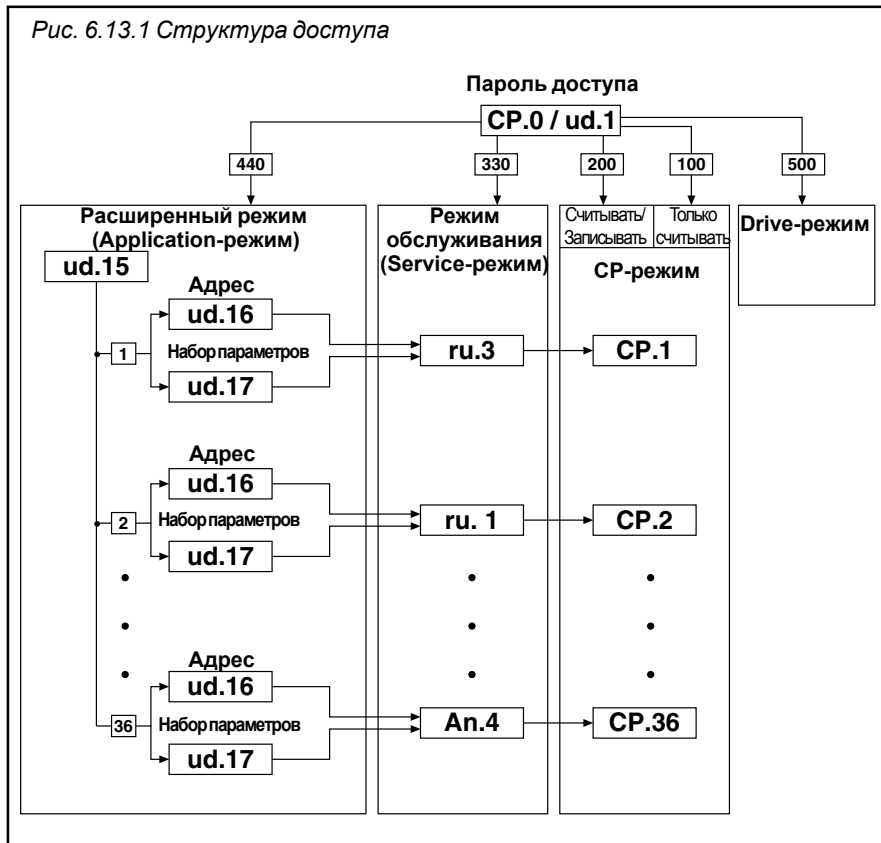 Рис. 6.13.1 Структура доступа
Пароль доступа
CP.0 / ud.1
440
330
200
100
500
Расширенный режим
(Application-режим)
ud.15
Режим
обслуживания
(Service-режим)
Считывать/
Записывать
Только
считывать
CP-режим
Drive-режим
Адрес
ud.16
1
Набор параметров
ud.17
ru.3
CP.1
Адрес
ud.16
2
Набор параметров
ud.17
ru. 1
CP.2
Адрес
ud.16
36
Набор параметров
ud.17
An.4
CP.36